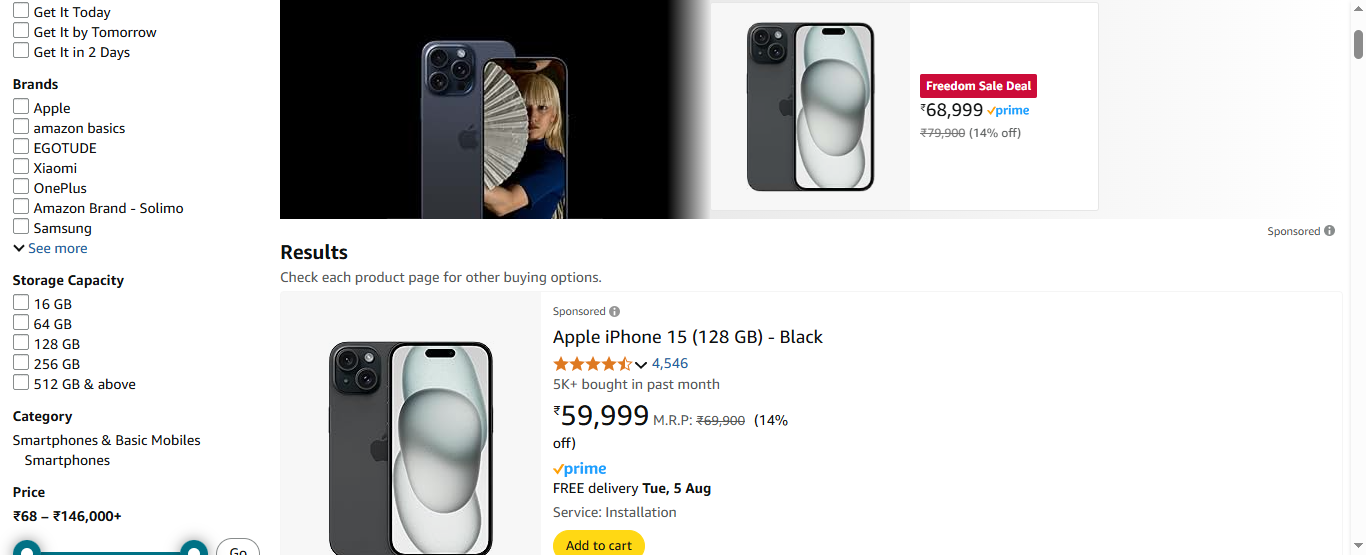 Get It Today
Get It by Tomorrow
Get It in 2 Days
Brands
Apple
amazon basics
EGOTUDE
Xiaomi
OnePlus
Amazon Brand - Solimo
Samsung
See more
Storage Capacity
16 GB
64 GB
128 GB
256 GB
512 GB & above
Category
Smartphones & Basic Mobiles
Smartphones
Price
₹68 – ₹146,000+
Go
Freedom Sale Deal
₹68,999 prime
₹79,900 (14% off)
Sponsored
Results
Check each product page for other buying options.
Sponsored
Apple iPhone 15 (128 GB) - Black
4,546
5K+ bought in past month
₹59,999 M.R.P: ₹69,900 (14%
off)
prime
FREE delivery Tue, 5 Aug
Service: Installation
Add to cart